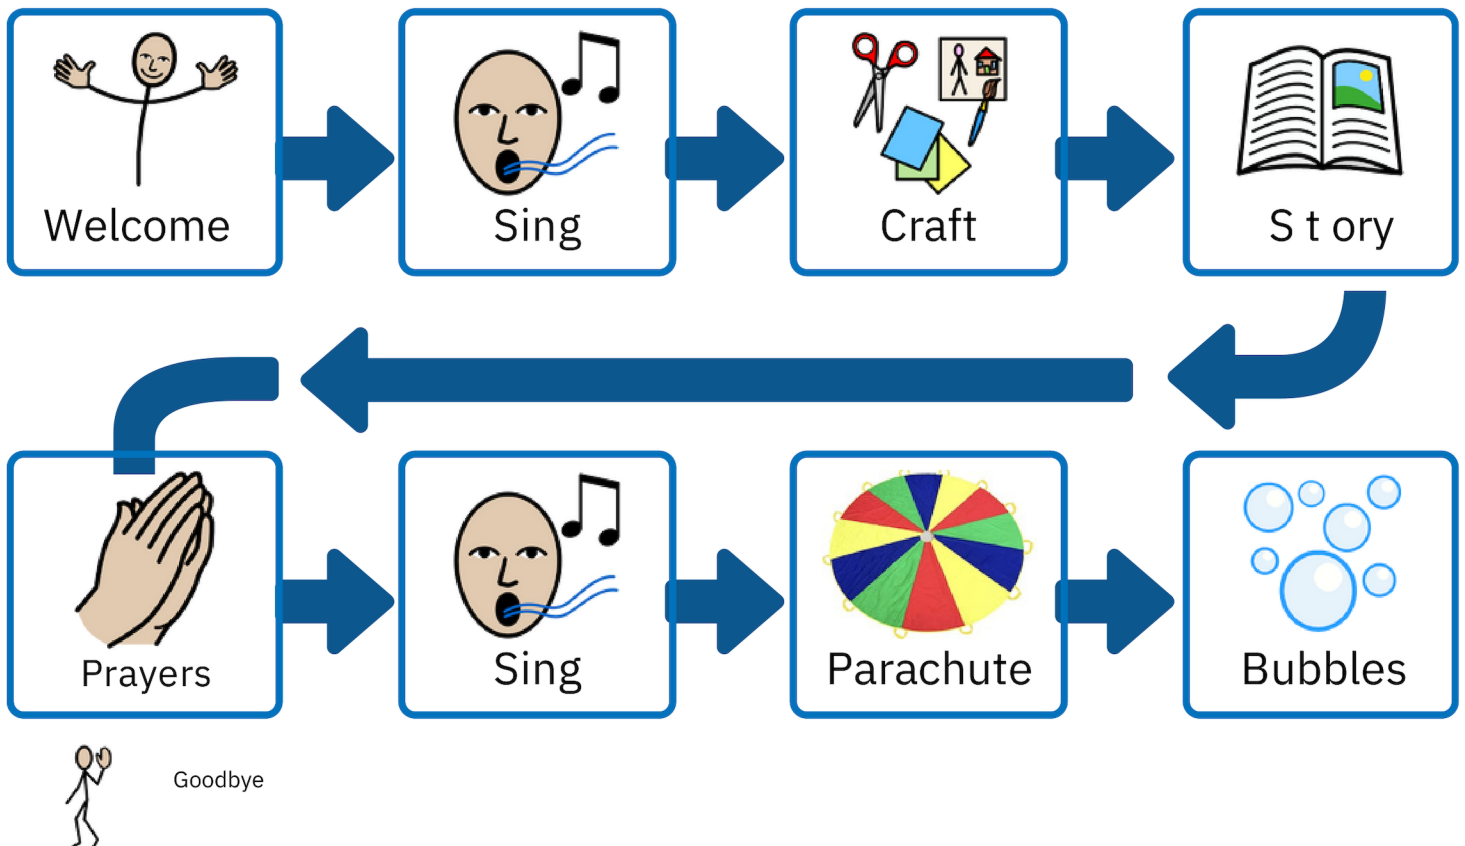 Welcome
Sing
Craft
S t ory
Prayers
Sing
Parachute
Bubbles
Goodbye